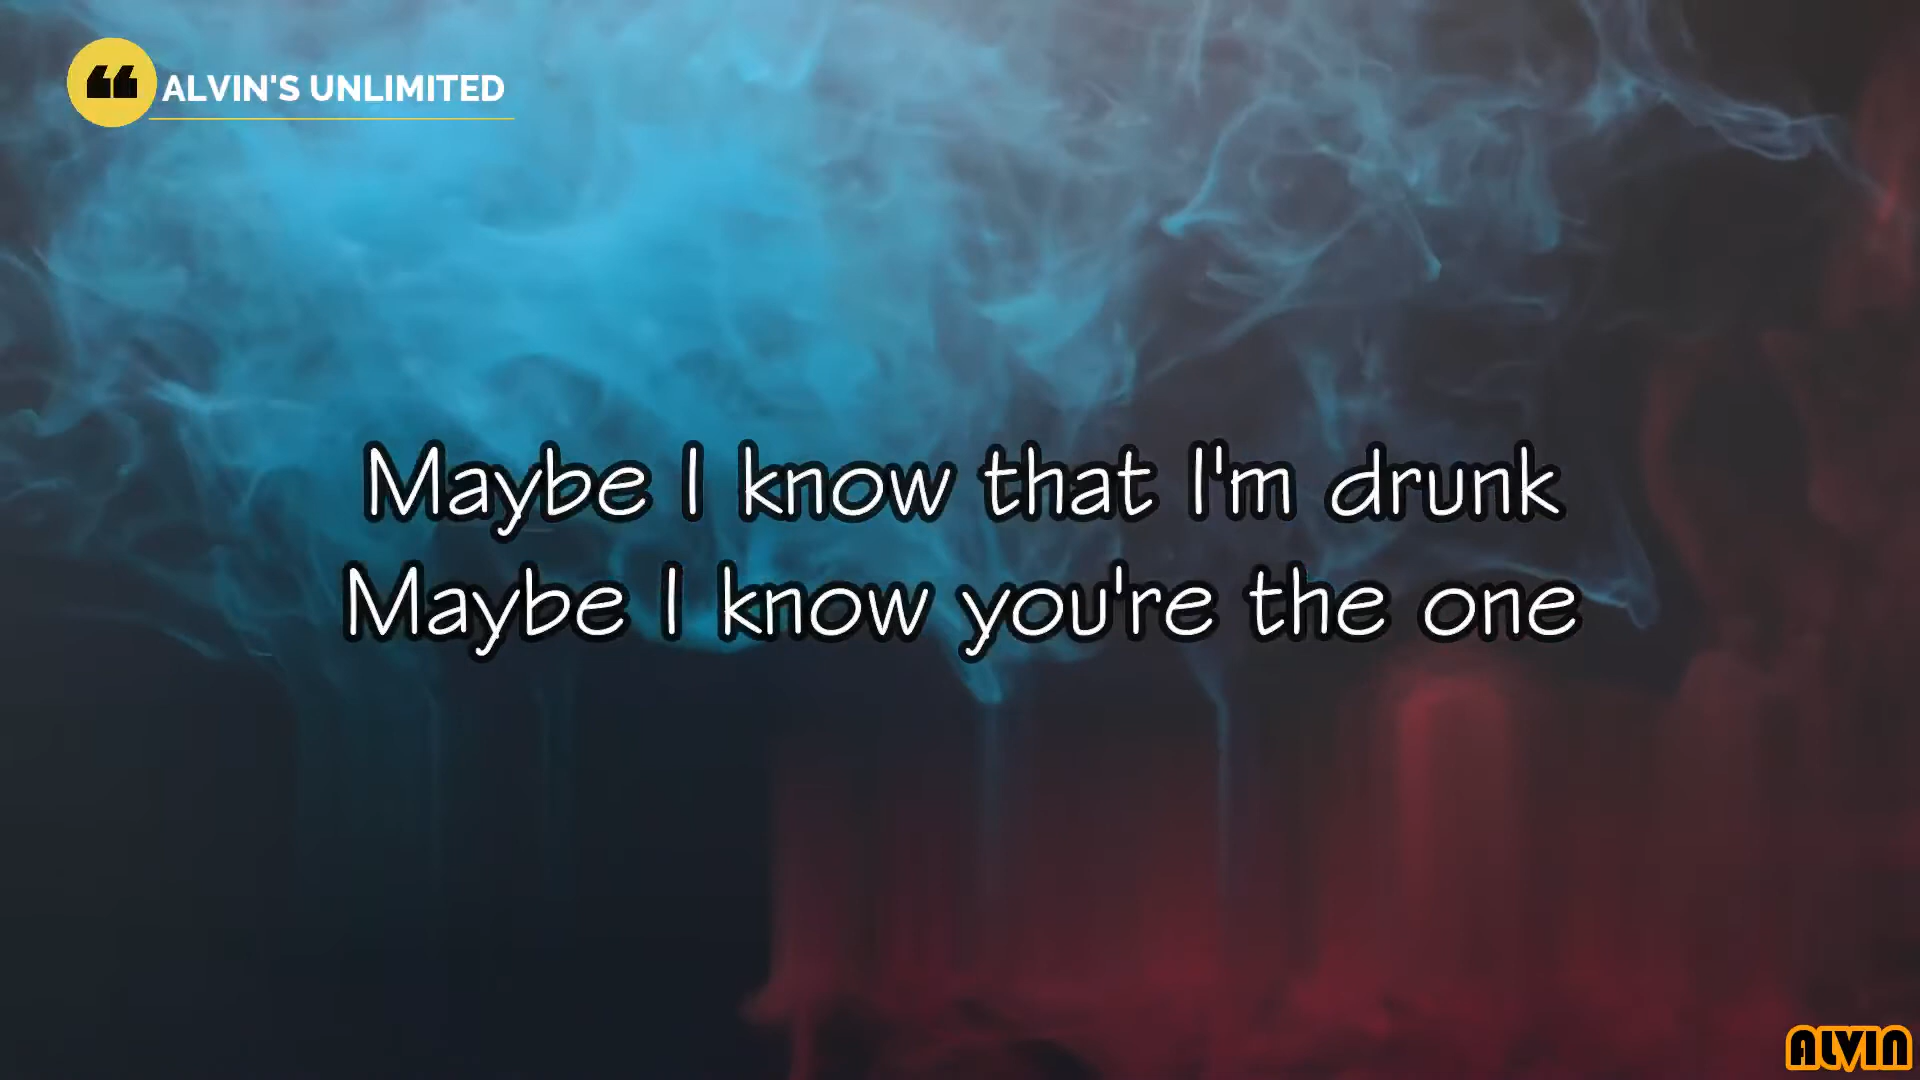 ALVIN'S UNLIMITED
Maybe I know that I'm drunk
Maybe I know you're the one
ALVIN